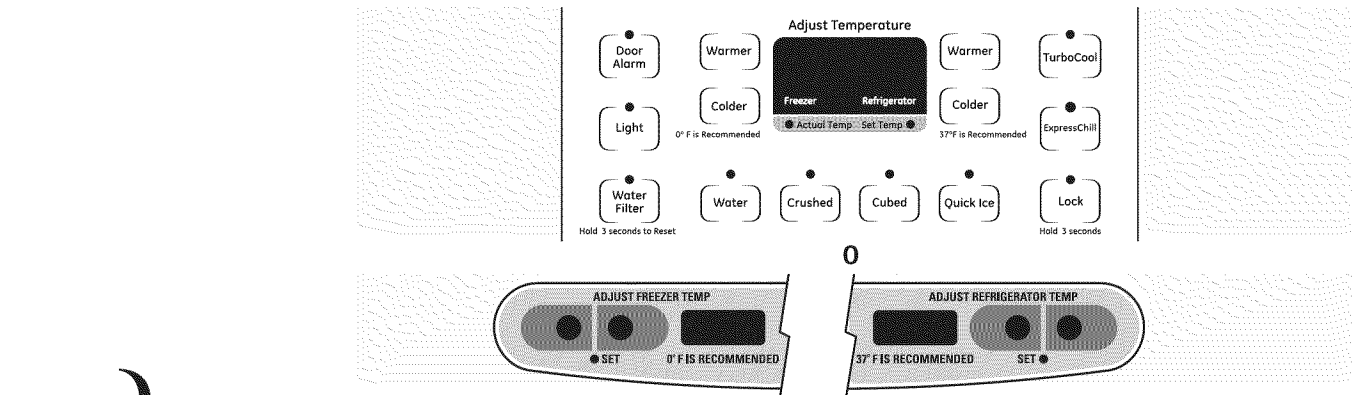 Adjust Temperature
Door Alarm
Warmer
Warmer
TurboCool
Colder
Freezer
Refrigerator
Colder
Light
0° F is Recommended
Actual Temp
Set Temp
37°F is Recommended
ExpressChill
Water Filter
Water
Crushed
Cubed
Quick Ice
Lock
Hold 3 seconds to Reset
Hold 3 seconds
0
ADJUST FREEZER TEMP
ADJUST REFRIGERATOR TEMP
SET
0° F IS RECOMMENDED
37° F IS RECOMMENDED
SET